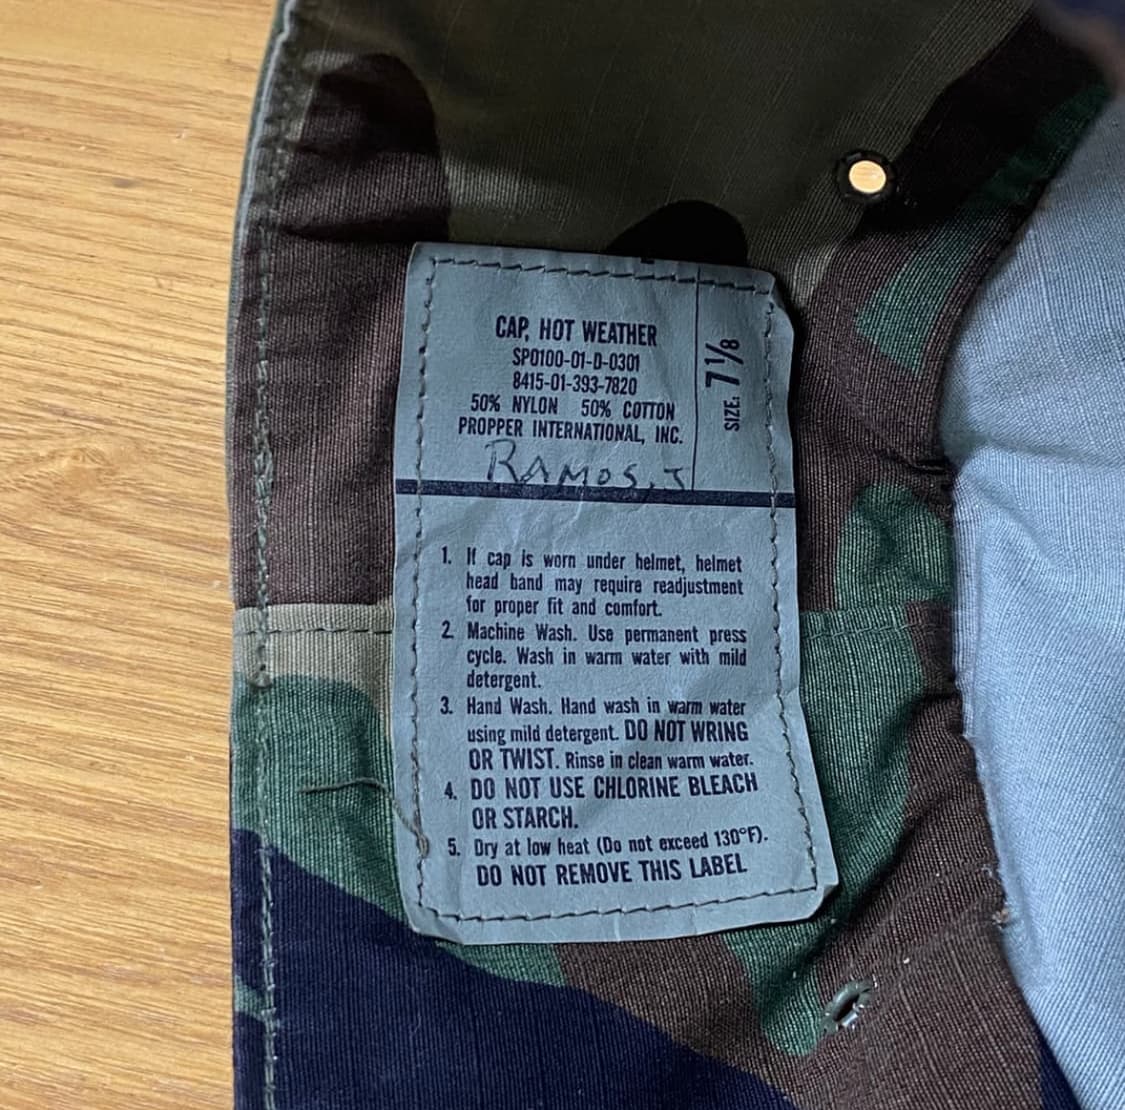 CAP, HOT WEATHER
SPO100-01-D-0301
8415-01-393-7820
50% NYLON 50% COTTON
PROPPER INTERNATIONAL, INC.
SIZE: 7 1/8
RAMOS, J
1. If cap is worn under helmet, helmet
head band may require readjustment
for proper fit and comfort.
2. Machine Wash. Use permanent press
cycle. Wash in warm water with mild
detergent.
3. Hand Wash. Hand wash in warm water
using mild detergent. DO NOT WRING
OR TWIST. Rinse in clean warm water.
4. DO NOT USE CHLORINE BLEACH
OR STARCH.
5. Dry at low heat (Do not exceed 130°F).
DO NOT REMOVE THIS LABEL